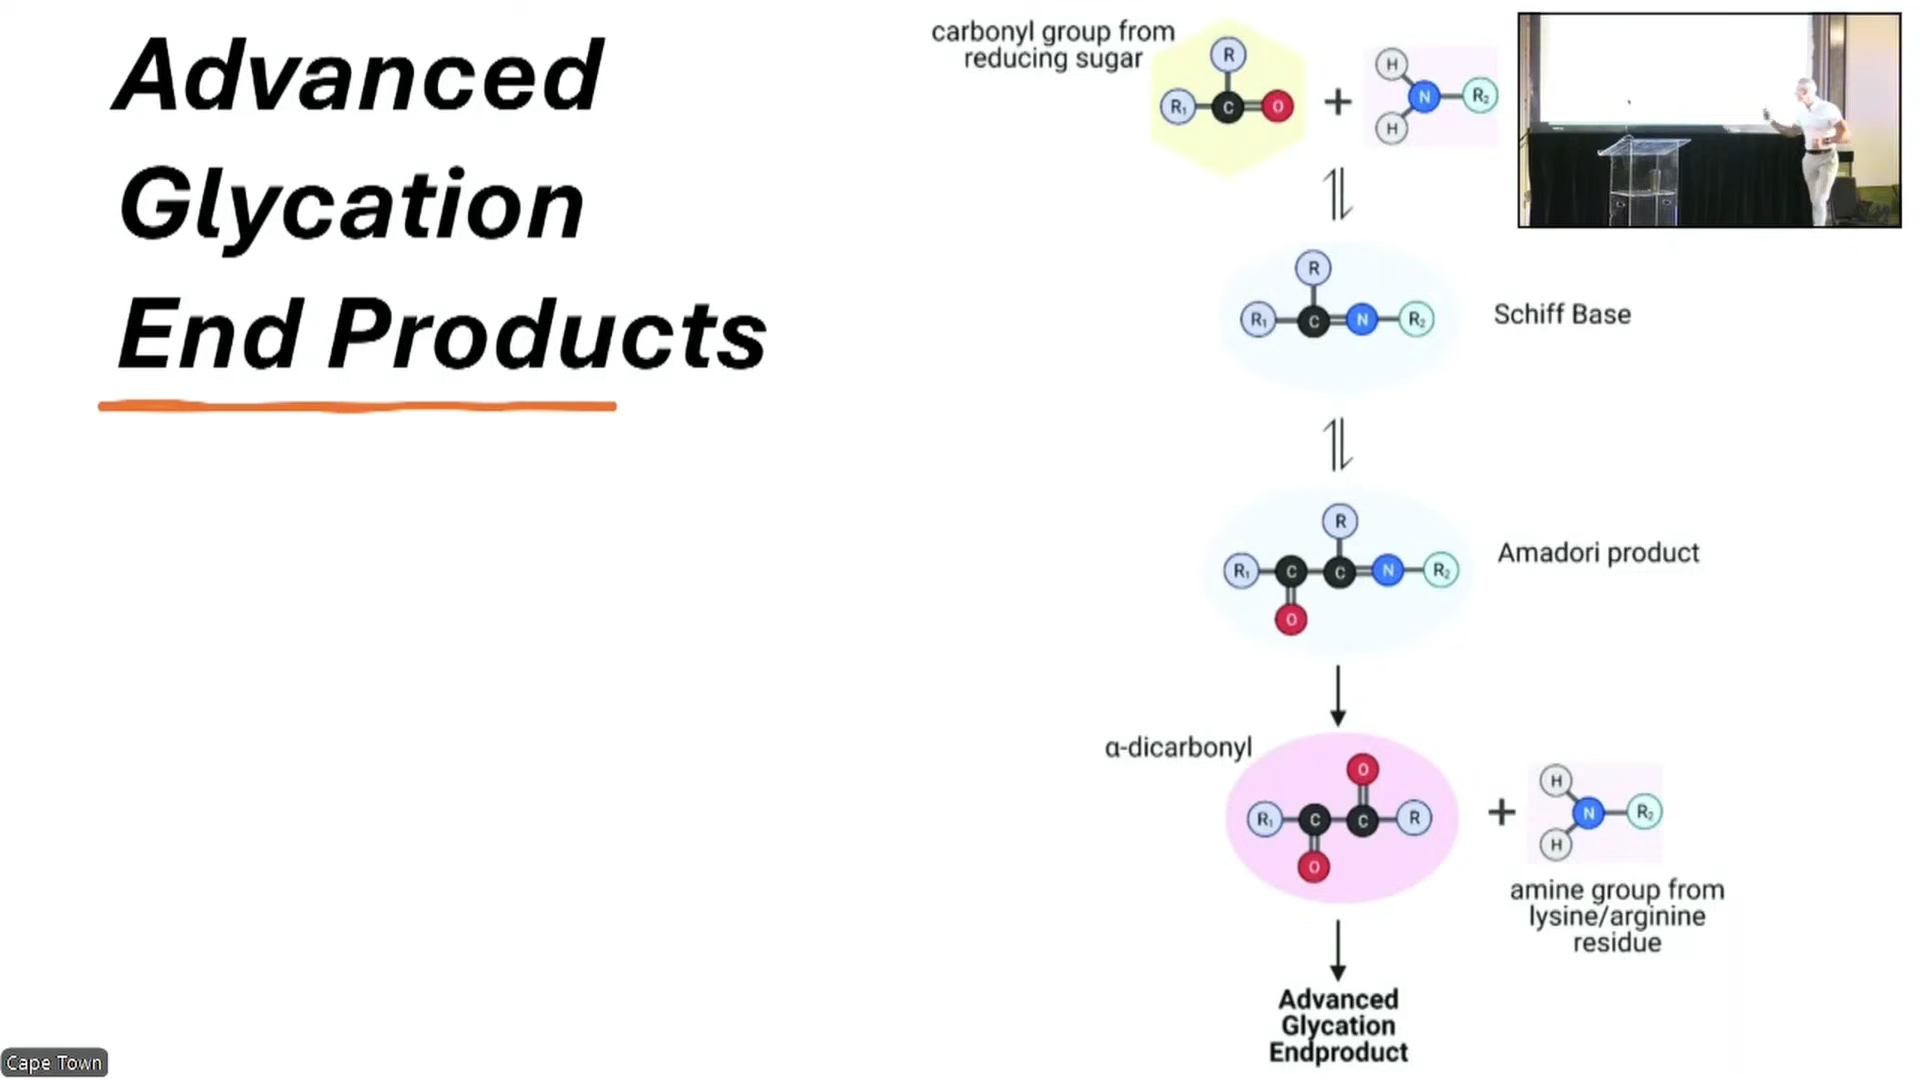 Advanced
Glycation
End Products
carbonyl group from
reducing sugar
R
R₁ C O
+
H
N R₂
H
R
R₁ C N R₂
Schiff Base
R
R₁ C C N R₂
O
Amadori product
α-dicarbonyl
O
R₁ C C R
O
+
H
N R₂
H
amine group from
lysine/arginine
residue
Advanced
Glycation
Endproduct
Cape Town